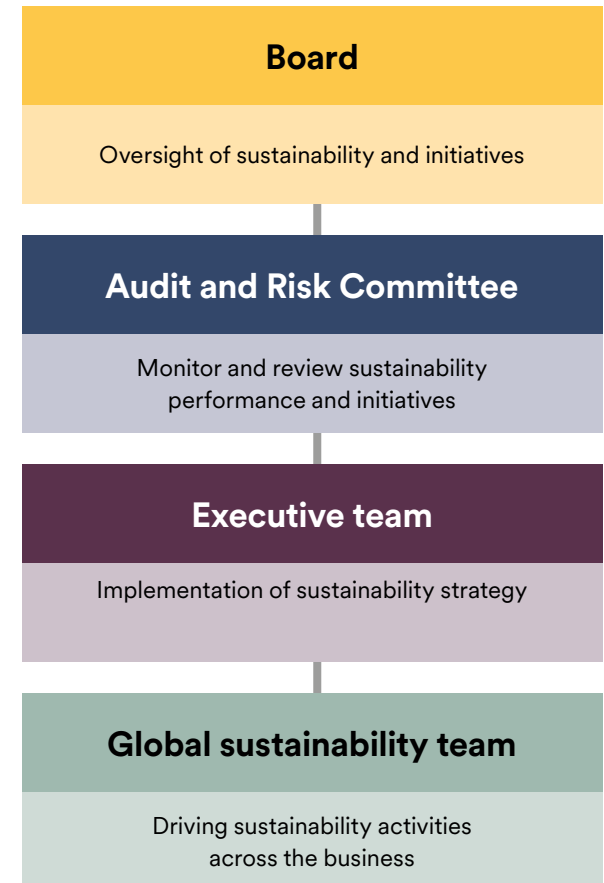 Board
Oversight of sustainability and initiatives
Audit and Risk Committee
Monitor and review sustainability
performance and initiatives
Executive team
Implementation of sustainability strategy
Global sustainability team
Driving sustainability activities
across the business